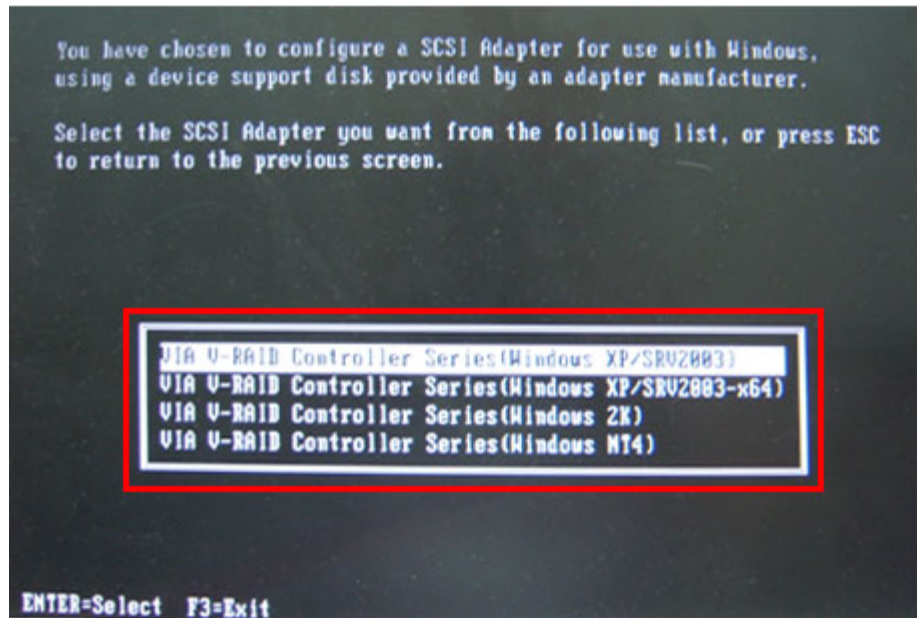 You have chosen to configure a SCSI Adapter for use with Windows,
using a device support disk provided by an adapter manufacturer.
Select the SCSI Adapter you want from the following list, or press ESC
to return to the previous screen.
VIA V-RAID Controller Series(Windows XP/SRV2003)
VIA V-RAID Controller Series(Windows XP/SRV2003-x64)
VIA V-RAID Controller Series(Windows 2K)
VIA V-RAID Controller Series(Windows NT4)
ENTER=Select F3=Exit